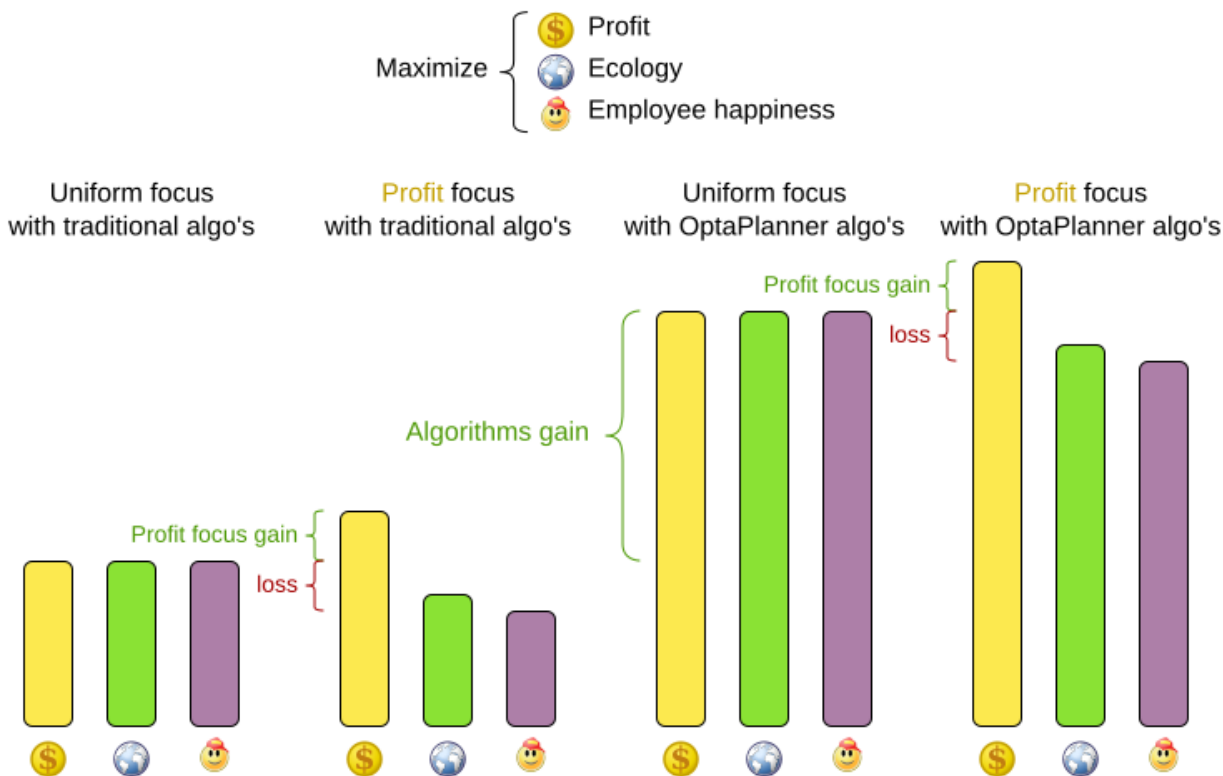 Maximize
Profit
Ecology
Employee happiness
Uniform focus
with traditional algo's
Profit focus
with traditional algo's
Uniform focus
with OptaPlanner algo's
Profit focus
with OptaPlanner algo's
Profit focus gain
loss
Algorithms gain
Profit focus gain
loss
$
$
$
$
$